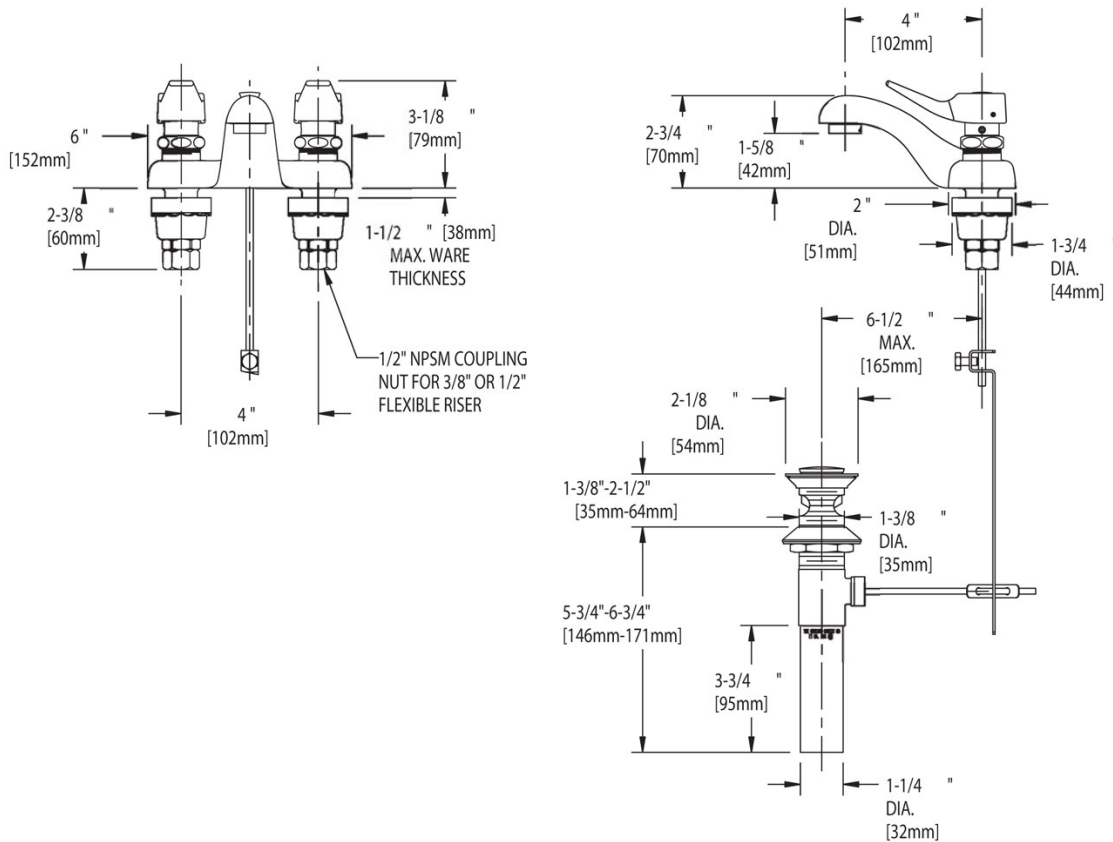 6 "
[152mm]
3-1/8 "
[79mm]
2-3/8 "
[60mm]
1-1/2 " [38mm]
MAX. WARE
THICKNESS
1/2" NPSM COUPLING
NUT FOR 3/8" OR 1/2"
FLEXIBLE RISER
4 "
[102mm]
4 "
[102mm]
2-3/4 "
[70mm]
1-5/8 "
[42mm]
2 "
DIA.
[51mm]
1-3/4 "
DIA.
[44mm]
6-1/2 "
MAX.
[165mm]
2-1/8 "
DIA.
[54mm]
1-3/8"-2-1/2"
[35mm-64mm]
1-3/8 "
DIA.
[35mm]
5-3/4"-6-3/4"
[146mm-171mm]
3-3/4 "
[95mm]
1-1/4 "
DIA.
[32mm]